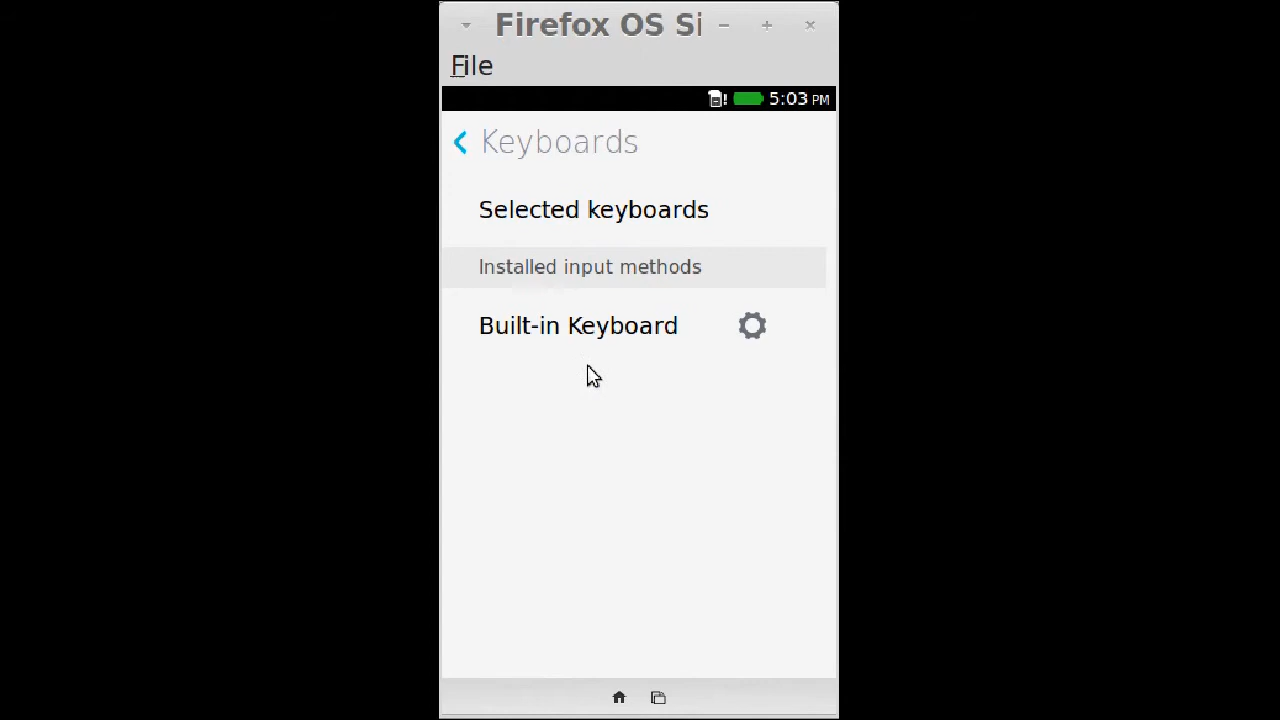 Firefox OS Si
File
5:03 PM
Keyboards
Selected keyboards
Installed input methods
Built-in Keyboard